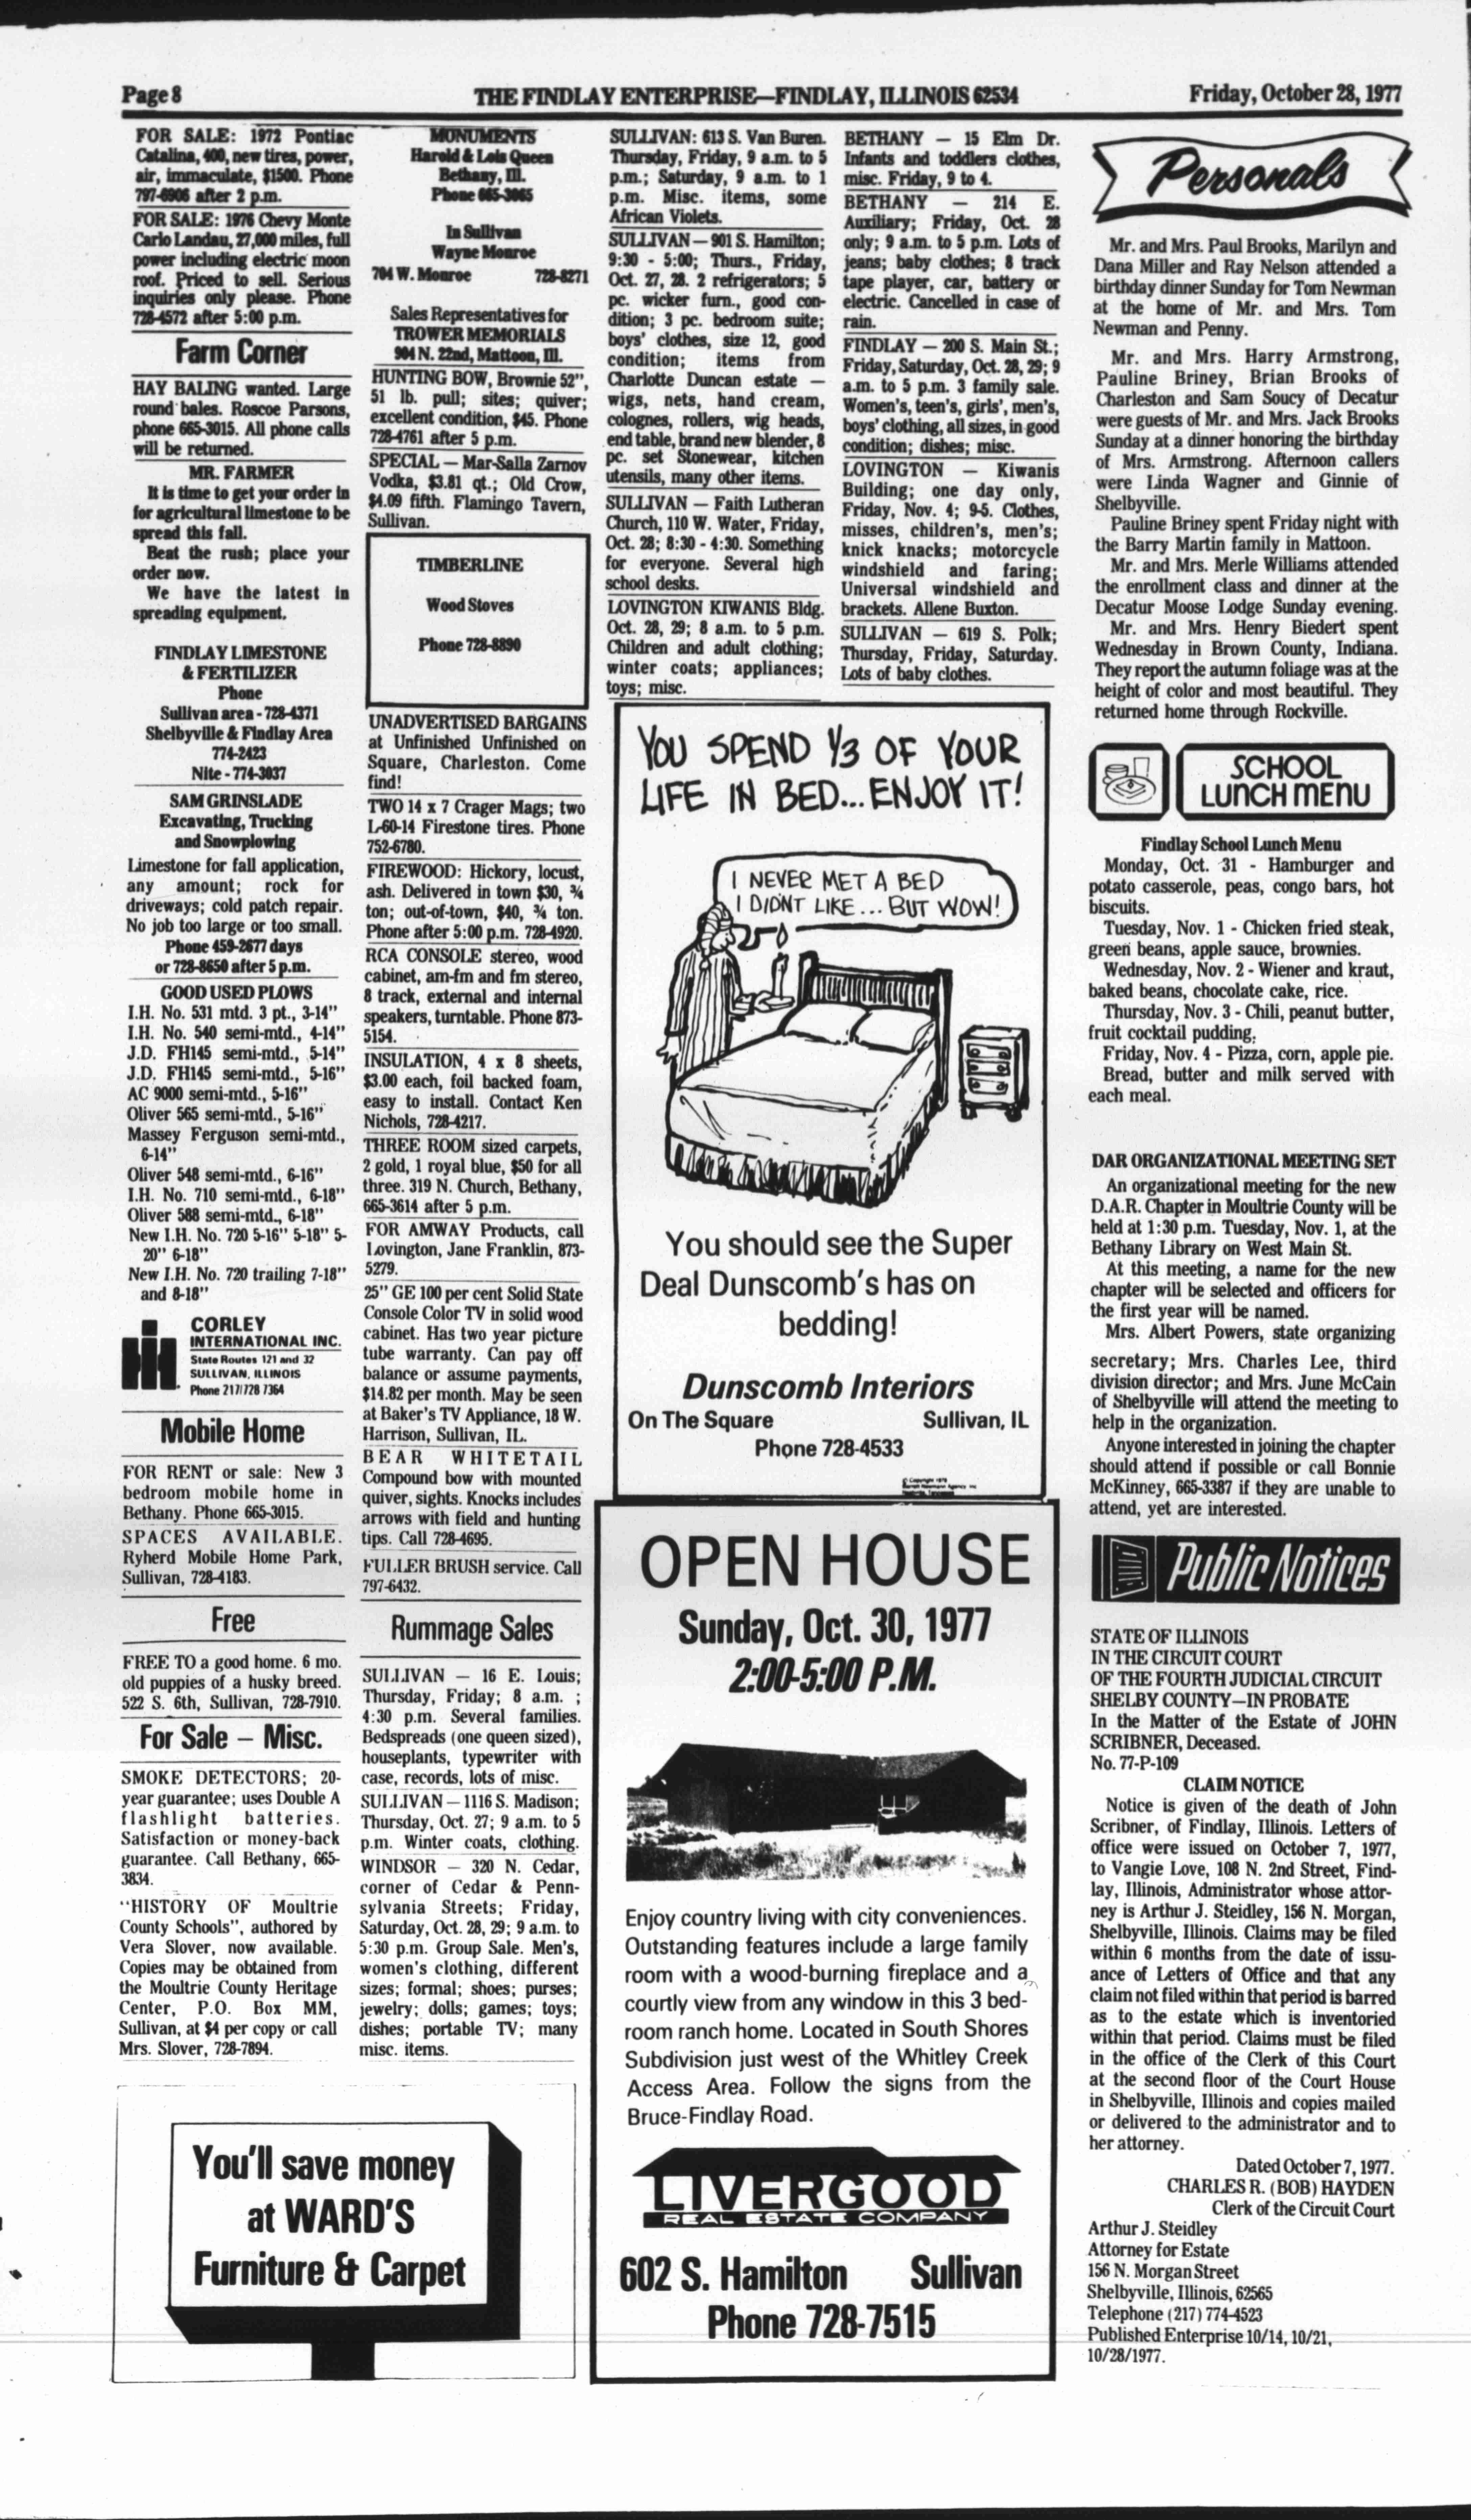 Page 8
THE FINDLAY ENTERPRISE—FINDLAY, ILLINOIS 62534
Friday, October 28, 1977
FOR SALE: 1972 Pontiac
Catalina, 400, new tires, power,
air, immaculate, $1500. Phone
797-6906 after 2 p.m.
FOR SALE: 1976 Chevy Monte
Carlo Landau, 27,000 miles, full
power including electric moon
roof. Priced to sell. Serious
inquiries only please. Phone
728-4572 after 5:00 p.m.
Farm Corner
HAY BALING wanted. Large
round bales. Roscoe Parsons,
phone 665-3015. All phone calls
will be returned.
MR. FARMER
It is time to get your order in
for agricultural limestone to be
spread this fall.
Beat the rush; place your
order now.
We have the latest in
spreading equipment.
FINDLAY LIMESTONE
& FERTILIZER
Phone
Sullivan area - 728-4371
Shelbyville & Findlay Area
774-2423
Nite - 774-3037
SAM GRINSLADE
Excavating, Trucking
and Snowplowing
Limestone for fall application,
any amount; rock for
driveways; cold patch repair.
No job too large or too small.
Phone 459-2677 days
or 728-8650 after 5 p.m.
GOOD USED PLOWS
I.H. No. 531 mtd. 3 pt., 3-14"
I.H. No. 540 semi-mtd., 4-14"
J.D. FH145 semi-mtd., 5-14"
J.D. FH145 semi-mtd., 5-16"
AC 9000 semi-mtd., 5-16"
Oliver 565 semi-mtd., 5-16"
Massey Ferguson semi-mtd.,
6-14"
Oliver 548 semi-mtd., 6-16"
I.H. No. 710 semi-mtd., 6-18"
Oliver 588 semi-mtd., 6-18"
New I.H. No. 720 5-16" 5-18" 5-
20" 6-18"
New I.H. No. 720 trailing 7-18"
and 8-18"
CORLEY
INTERNATIONAL INC.
State Routes 121 and 32
SULLIVAN, ILLINOIS
Phone 217/728 7364
Mobile Home
FOR RENT or sale: New 3
bedroom mobile home in
Bethany. Phone 665-3015.
SPACES AVAILABLE.
Ryherd Mobile Home Park,
Sullivan, 728-4183.
Free
FREE TO a good home. 6 mo.
old puppies of a husky breed.
522 S. 6th, Sullivan, 728-7910.
For Sale — Misc.
SMOKE DETECTORS; 20-
year guarantee; uses Double A
flashlight batteries.
Satisfaction or money-back
guarantee. Call Bethany, 665-
3834.
"HISTORY OF Moultrie
County Schools", authored by
Vera Slover, now available.
Copies may be obtained from
the Moultrie County Heritage
Center, P.O. Box MM,
Sullivan, at $4 per copy or call
Mrs. Slover, 728-7894.
You'll save money
at WARD'S
Furniture & Carpet
MONUMENTS
Harold & Lois Queen
Bethany, Ill.
Phone 665-3065
In Sullivan
Wayne Monroe
704 W. Monroe 728-8271
Sales Representatives for
TROWER MEMORIALS
904 N. 22nd, Mattoon, Ill.
HUNTING BOW, Brownie 52",
51 lb. pull; sites; quiver;
excellent condition, $45. Phone
728-4761 after 5 p.m.
SPECIAL — Mar-Salla Zarnov
Vodka, $3.81 qt.; Old Crow,
$4.09 fifth. Flamingo Tavern,
Sullivan.
TIMBERLINE
Wood Stoves
Phone 728-8890
UNADVERTISED BARGAINS
at Unfinished Unfinished on
Square, Charleston. Come
find!
TWO 14 x 7 Crager Mags; two
L-60-14 Firestone tires. Phone
752-6780.
FIREWOOD: Hickory, locust,
ash. Delivered in town $30, ¾
ton; out-of-town, $40, ¾ ton.
Phone after 5:00 p.m. 728-4920.
RCA CONSOLE stereo, wood
cabinet, am-fm and fm stereo,
8 track, external and internal
speakers, turntable. Phone 873-
5154.
INSULATION, 4 x 8 sheets,
$3.00 each, foil backed foam,
easy to install. Contact Ken
Nichols, 728-4217.
THREE ROOM sized carpets,
2 gold, 1 royal blue, $50 for all
three. 319 N. Church, Bethany,
665-3614 after 5 p.m.
FOR AMWAY Products, call
Lovington, Jane Franklin, 873-
5279.
25" GE 100 per cent Solid State
Console Color TV in solid wood
cabinet. Has two year picture
tube warranty. Can pay off
balance or assume payments,
$14.82 per month. May be seen
at Baker's TV Appliance, 18 W.
Harrison, Sullivan, IL.
BEAR WHITETAIL
Compound bow with mounted
quiver, sights. Knocks includes
arrows with field and hunting
tips. Call 728-4695.
FULLER BRUSH service. Call
797-6432.
Rummage Sales
SULLIVAN — 16 E. Louis;
Thursday, Friday; 8 a.m. ;
4:30 p.m. Several families.
Bedspreads (one queen sized),
houseplants, typewriter with
case, records, lots of misc.
SULLIVAN — 1116 S. Madison;
Thursday, Oct. 27; 9 a.m. to 5
p.m. Winter coats, clothing.
WINDSOR — 320 N. Cedar,
corner of Cedar & Penn-
sylvania Streets; Friday,
Saturday, Oct. 28, 29; 9 a.m. to
5:30 p.m. Group Sale. Men's,
women's clothing, different
sizes; formal; shoes; purses;
jewelry; dolls; games; toys;
dishes; portable TV; many
misc. items.
SULLIVAN: 613 S. Van Buren.
Thursday, Friday, 9 a.m. to 5
p.m.; Saturday, 9 a.m. to 1
p.m. Misc. items, some
African Violets.
SULLIVAN — 901 S. Hamilton;
9:30 - 5:00; Thurs., Friday,
Oct. 27, 28. 2 refrigerators; 5
pc. wicker furn., good con-
dition; 3 pc. bedroom suite;
boys' clothes, size 12, good
condition; items from
Charlotte Duncan estate —
wigs, nets, hand cream,
colognes, rollers, wig heads,
end table, brand new blender, 8
pc. set Stonewear, kitchen
utensils, many other items.
SULLIVAN — Faith Lutheran
Church, 110 W. Water, Friday,
Oct. 28; 8:30 - 4:30. Something
for everyone. Several high
school desks.
LOVINGTON KIWANIS Bldg.
Oct. 28, 29; 8 a.m. to 5 p.m.
Children and adult clothing;
winter coats; appliances;
toys; misc.
BETHANY — 15 Elm Dr.
Infants and toddlers clothes,
misc. Friday, 9 to 4.
BETHANY — 214 E.
Auxiliary; Friday, Oct. 28
only; 9 a.m. to 5 p.m. Lots of
jeans; baby clothes; 8 track
tape player, car, battery or
electric. Cancelled in case of
rain.
FINDLAY — 200 S. Main St.;
Friday, Saturday, Oct. 28, 29; 9
a.m. to 5 p.m. 3 family sale.
Women's, teen's, girls', men's,
boys' clothing, all sizes, in good
condition; dishes; misc.
LOVINGTON — Kiwanis
Building; one day only,
Friday, Nov. 4; 9-5. Clothes,
misses, children's, men's;
knick knacks; motorcycle
windshield and faring;
Universal windshield and
brackets. Allene Buxton.
SULLIVAN — 619 S. Polk;
Thursday, Friday, Saturday.
Lots of baby clothes.
YOU SPEND 1/3 OF YOUR
LIFE IN BED... ENJOY IT!
I NEVER MET A BED
I DIDN'T LIKE... BUT WOW!
You should see the Super
Deal Dunscomb's has on
bedding!
Dunscomb Interiors
On The Square Sullivan, IL
Phone 728-4533
OPEN HOUSE
Sunday, Oct. 30, 1977
2:00-5:00 P.M.
Enjoy country living with city conveniences.
Outstanding features include a large family
room with a wood-burning fireplace and a
courtly view from any window in this 3 bed-
room ranch home. Located in South Shores
Subdivision just west of the Whitley Creek
Access Area. Follow the signs from the
Bruce-Findlay Road.
LIVERGOOD
REAL ESTATE COMPANY
602 S. Hamilton Sullivan
Phone 728-7515
Personals
Mr. and Mrs. Paul Brooks, Marilyn and
Dana Miller and Ray Nelson attended a
birthday dinner Sunday for Tom Newman
at the home of Mr. and Mrs. Tom
Newman and Penny.
Mr. and Mrs. Harry Armstrong,
Pauline Briney, Brian Brooks of
Charleston and Sam Soucy of Decatur
were guests of Mr. and Mrs. Jack Brooks
Sunday at a dinner honoring the birthday
of Mrs. Armstrong. Afternoon callers
were Linda Wagner and Ginnie of
Shelbyville.
Pauline Briney spent Friday night with
the Barry Martin family in Mattoon.
Mr. and Mrs. Merle Williams attended
the enrollment class and dinner at the
Decatur Moose Lodge Sunday evening.
Mr. and Mrs. Henry Biedert spent
Wednesday in Brown County, Indiana.
They report the autumn foliage was at the
height of color and most beautiful. They
returned home through Rockville.
SCHOOL
LUNCH MENU
Findlay School Lunch Menu
Monday, Oct. 31 - Hamburger and
potato casserole, peas, congo bars, hot
biscuits.
Tuesday, Nov. 1 - Chicken fried steak,
green beans, apple sauce, brownies.
Wednesday, Nov. 2 - Wiener and kraut,
baked beans, chocolate cake, rice.
Thursday, Nov. 3 - Chili, peanut butter,
fruit cocktail pudding.
Friday, Nov. 4 - Pizza, corn, apple pie.
Bread, butter and milk served with
each meal.
DAR ORGANIZATIONAL MEETING SET
An organizational meeting for the new
D.A.R. Chapter in Moultrie County will be
held at 1:30 p.m. Tuesday, Nov. 1, at the
Bethany Library on West Main St.
At this meeting, a name for the new
chapter will be selected and officers for
the first year will be named.
Mrs. Albert Powers, state organizing
secretary; Mrs. Charles Lee, third
division director; and Mrs. June McCain
of Shelbyville will attend the meeting to
help in the organization.
Anyone interested in joining the chapter
should attend if possible or call Bonnie
McKinney, 665-3387 if they are unable to
attend, yet are interested.
Public Notices
STATE OF ILLINOIS
IN THE CIRCUIT COURT
OF THE FOURTH JUDICIAL CIRCUIT
SHELBY COUNTY—IN PROBATE
In the Matter of the Estate of JOHN
SCRIBNER, Deceased.
No. 77-P-109
CLAIM NOTICE
Notice is given of the death of John
Scribner, of Findlay, Illinois. Letters of
office were issued on October 7, 1977,
to Vangie Love, 108 N. 2nd Street, Find-
lay, Illinois, Administrator whose attor-
ney is Arthur J. Steidley, 156 N. Morgan,
Shelbyville, Illinois. Claims may be filed
within 6 months from the date of issu-
ance of Letters of Office and that any
claim not filed within that period is barred
as to the estate which is inventoried
within that period. Claims must be filed
in the office of the Clerk of this Court
at the second floor of the Court House
in Shelbyville, Illinois and copies mailed
or delivered to the administrator and to
her attorney.
Dated October 7, 1977.
CHARLES R. (BOB) HAYDEN
Clerk of the Circuit Court
Arthur J. Steidley
Attorney for Estate
156 N. Morgan Street
Shelbyville, Illinois, 62565
Telephone (217) 774-4523
Published Enterprise 10/14, 10/21,
10/28/1977.